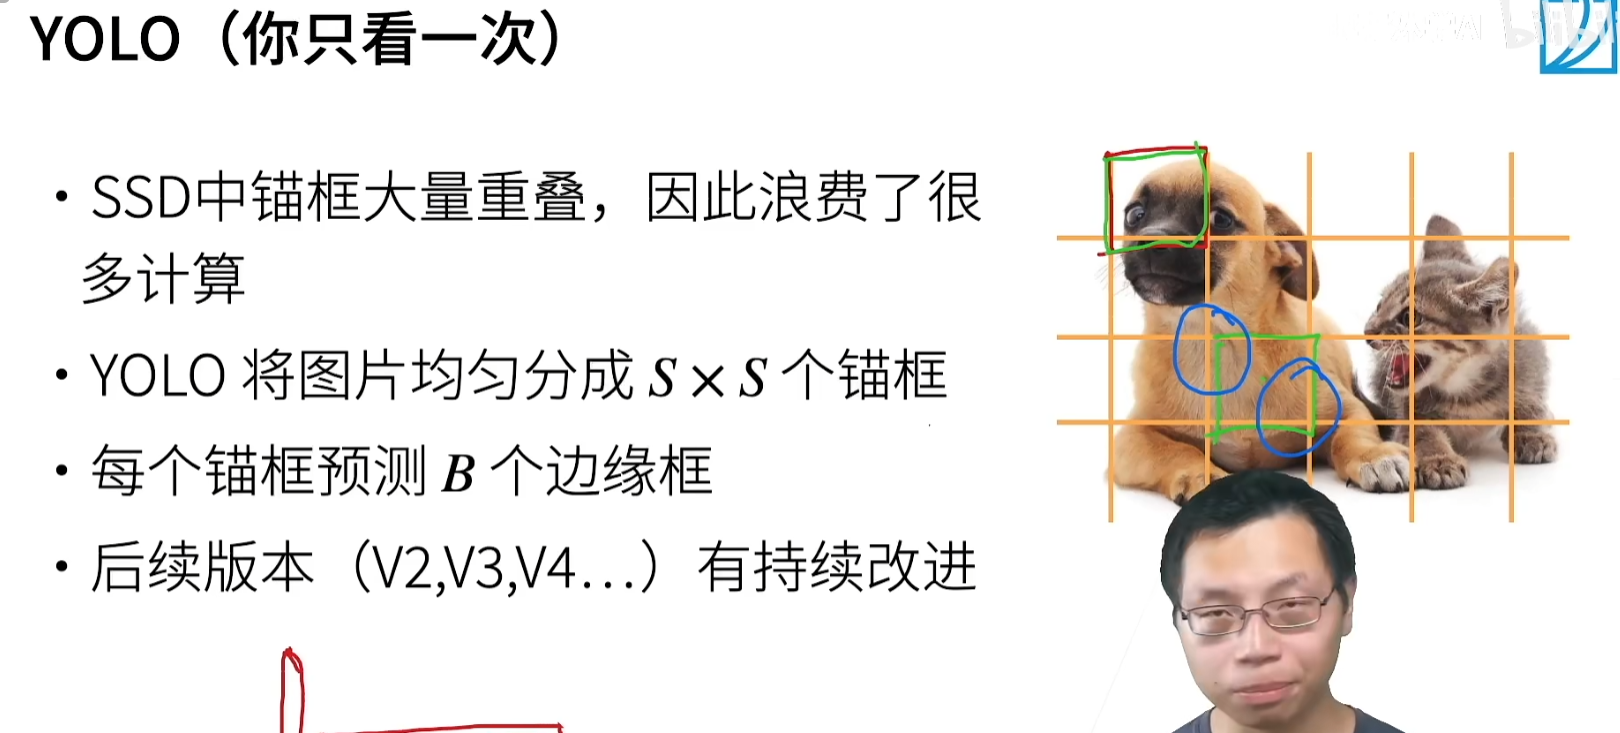 YOLO（你只看一次）
• SSD中锚框大量重叠，因此浪费了很
多计算
• YOLO 将图片均匀分成 S × S 个锚框
• 每个锚框预测 B 个边缘框
• 后续版本（V2,V3,V4…）有持续改进